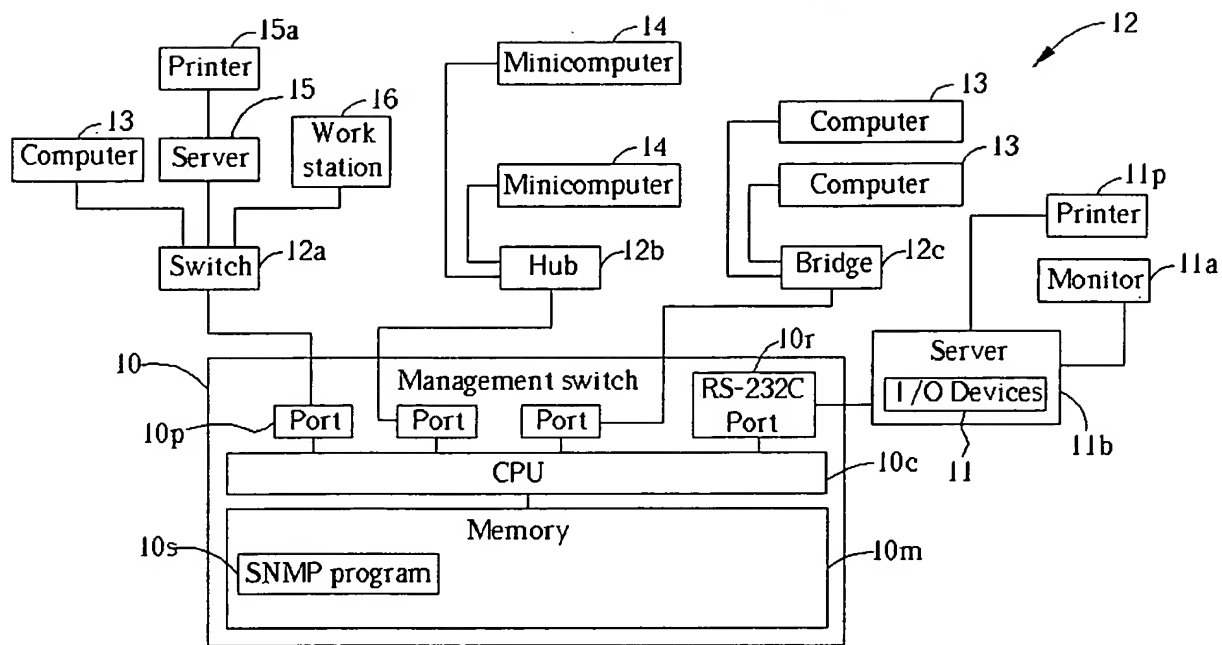 15a
Printer
13
Computer
15
Server
16
Work
station
Switch
12a
14
Minicomputer
14
Minicomputer
Hub
12b
12
13
Computer
13
Computer
Bridge
12c
11p
Printer
11a
Monitor
Server
I/O Devices
11
11b
10
Management switch
10r
RS-232C
Port
10p
Port
Port
Port
CPU
10c
Memory
10s
SNMP program
10m